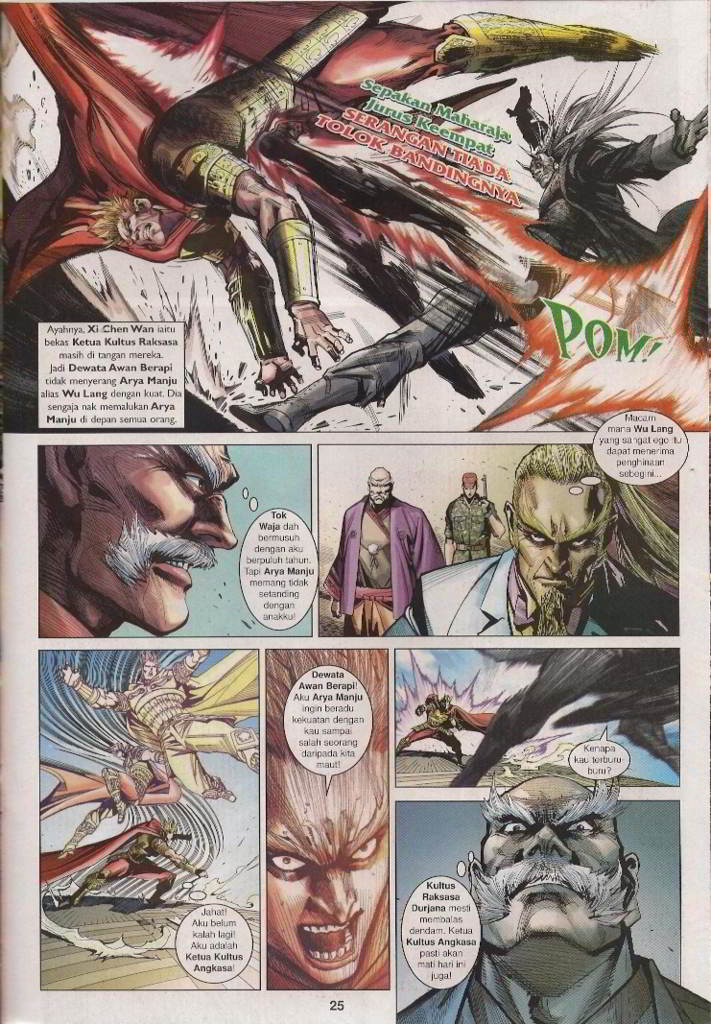 Sepakan Maharaja
Jurus Keempat
SERANGAN TIADA
TOLOK BANDINGNYA
POM!
Ayahnya, Xi Chen Wan iaitu
bekas Ketua Kultus Raksasa
masih di tangan mereka.
Jadi Dewata Awan Berapi
tidak menyerang Arya Manju
alias Wu Lang dengan kuat. Dia
sengaja nak memalukan Arya
Manju di depan semua orang.
Tok
Waja dah
bermusuh
dengan aku
berpuluh tahun.
Tapi Arya Manju
memang tidak
setanding
dengan
anakku!
Macam
mana Wu Lang
yang sangat ego itu
dapat menerima
penghinaan
sebegini...
Jahat!
Aku belum
kalah lagi!
Aku adalah
Ketua Kultus
Angkasa!
Dewata
Awan Berapi!
Aku Arya Manju
ingin beradu
kekuatan dengan
kau sampai
salah seorang
daripada kita
maut!
Kenapa
kau terburu-
buru?
Kultus
Raksasa
Durjana mesti
membalas
dendam. Ketua
Kultus Angkasa
pasti akan
mati hari ini
juga!
25